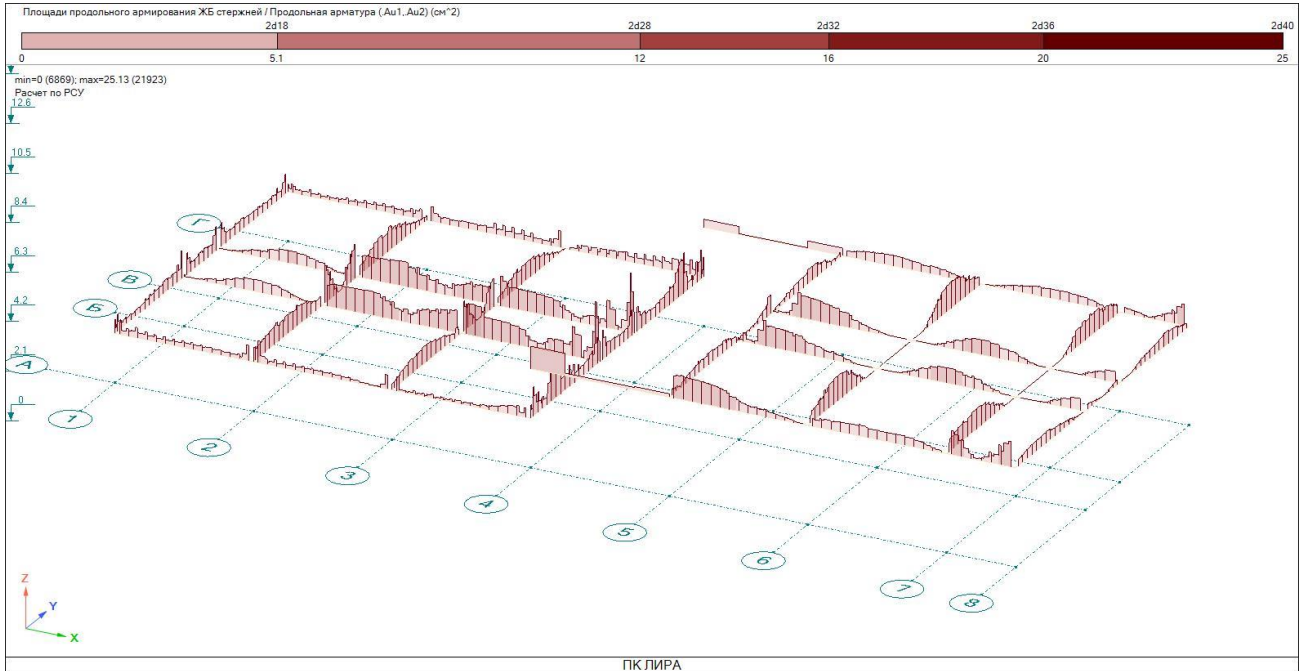 Площади продольного армирования ЖБ стержней / Продольная арматура (.Au1,.Au2) (см^2)
2d18 2d28 2d32 2d36 2d40
0 5.1 12 16 20 25
min=0 (6869); max=25.13 (21923)
Расчет по РСУ
12.6
10.5
8.4
6.3
4.2
2.1
0
Г
В
Б
А
1
2
3
4
5
6
7
8
Z
Y
X
ПК ЛИРА